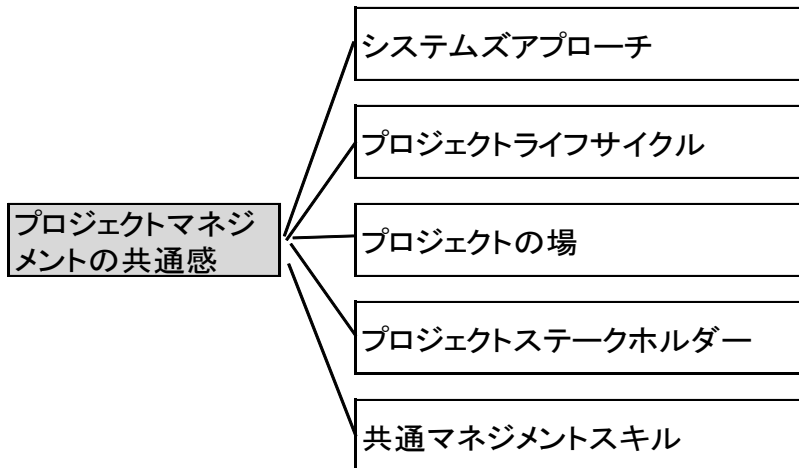 システムズアプローチ
プロジェクトライフサイクル
プロジェクトマネジ
メントの共通感
プロジェクトの場
プロジェクトステークホルダー
共通マネジメントスキル